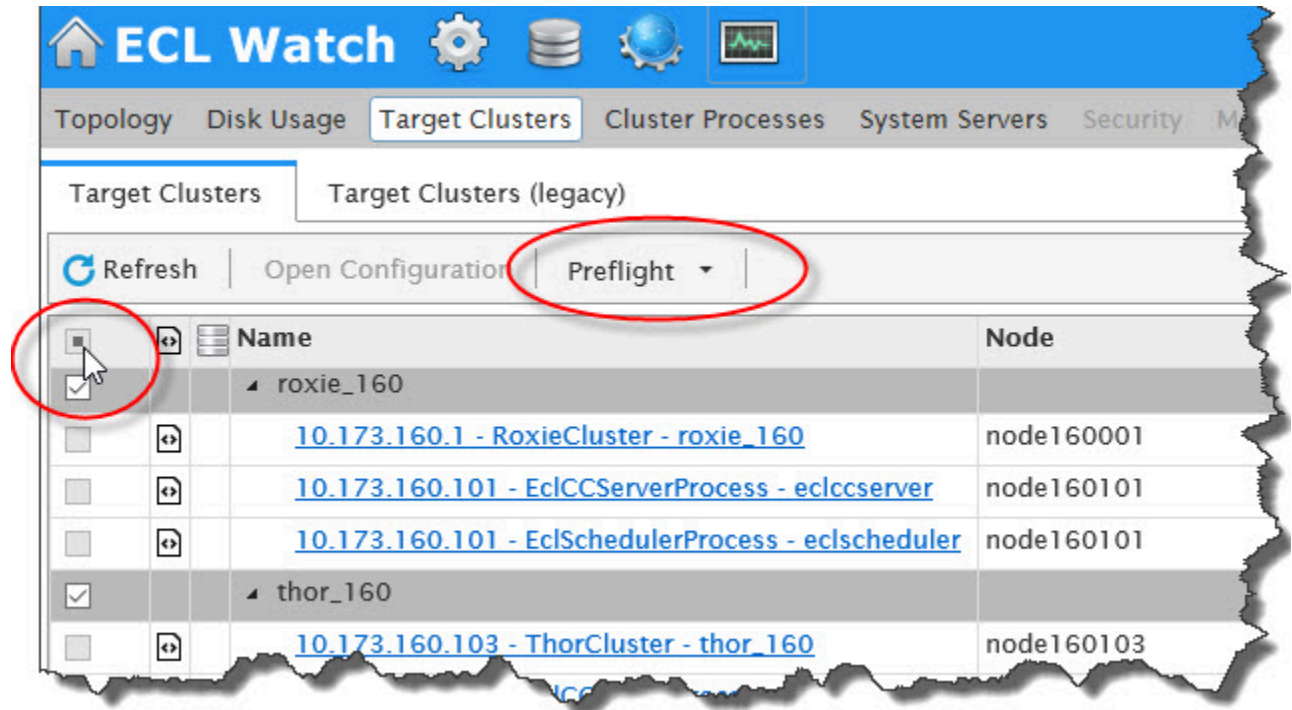 ECL Watch
Topology Disk Usage Target Clusters Cluster Processes System Servers Security
Target Clusters Target Clusters (legacy)
Refresh Open Configuration Preflight
Name Node
roxie_160
10.173.160.1 - RoxieCluster - roxie_160 node160001
10.173.160.101 - EclCCServerProcess - eclccserver node160101
10.173.160.101 - EclSchedulerProcess - eclscheduler node160101
thor_160
10.173.160.103 - ThorCluster - thor_160 node160103